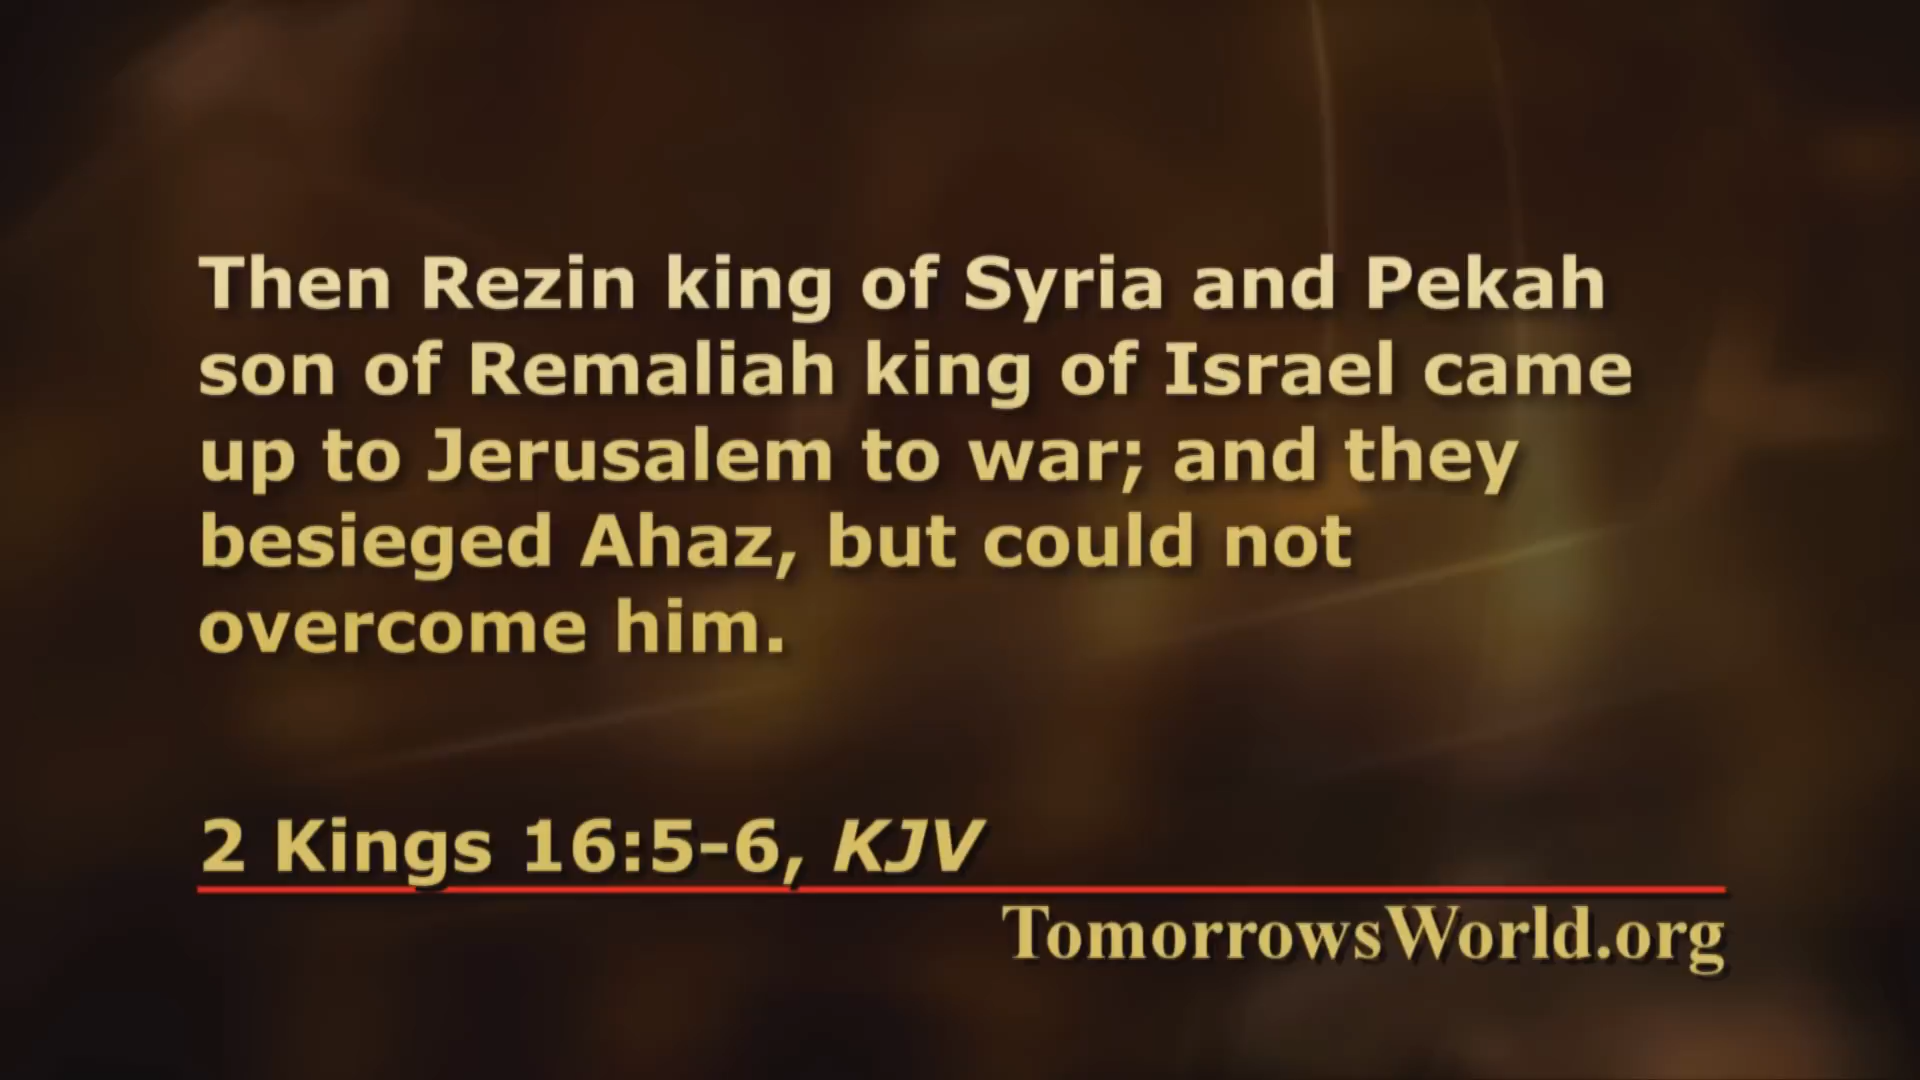 Then Rezin king of Syria and Pekah
son of Remaliah king of Israel came
up to Jerusalem to war; and they
besieged Ahaz, but could not
overcome him.
2 Kings 16:5-6, KJV
TomorrowsWorld.org